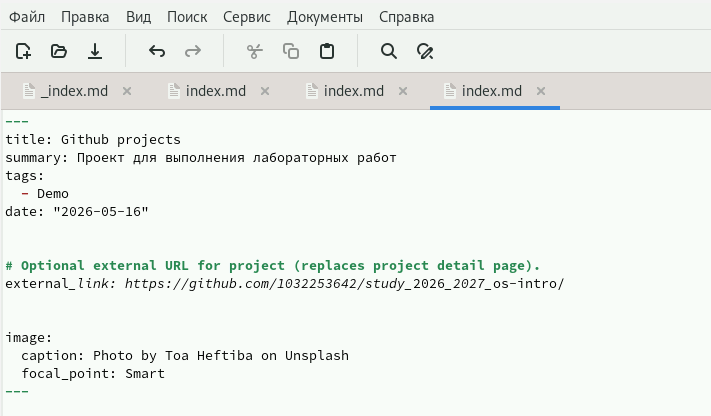 Файл Правка Вид Поиск Сервис Документы Справка
_index.md index.md index.md index.md
---
title: Github projects
summary: Проект для выполнения лабораторных работ
tags:
  - Demo
date: "2026-05-16"
# Optional external URL for project (replaces project detail page).
external_link: https://github.com/1032253642/study_2026_2027_os-intro/
image:
  caption: Photo by Toa Heftiba on Unsplash
  focal_point: Smart
---